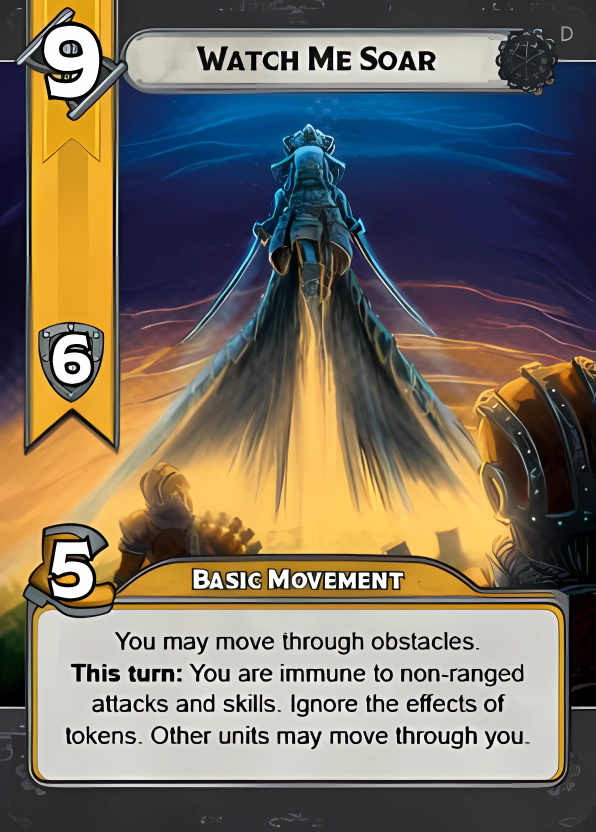 9
WATCH ME SOAR
D
6
5
BASIC MOVEMENT
You may move through obstacles.
This turn: You are immune to non-ranged
attacks and skills. Ignore the effects of
tokens. Other units may move through you.